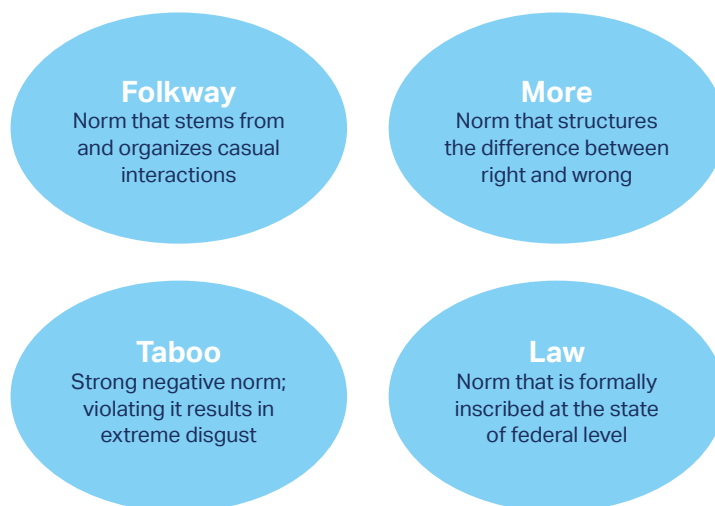 Folkway
Norm that stems from
and organizes casual
interactions
More
Norm that structures
the difference between
right and wrong
Taboo
Strong negative norm;
violating it results in
extreme disgust
Law
Norm that is formally
inscribed at the state
of federal level